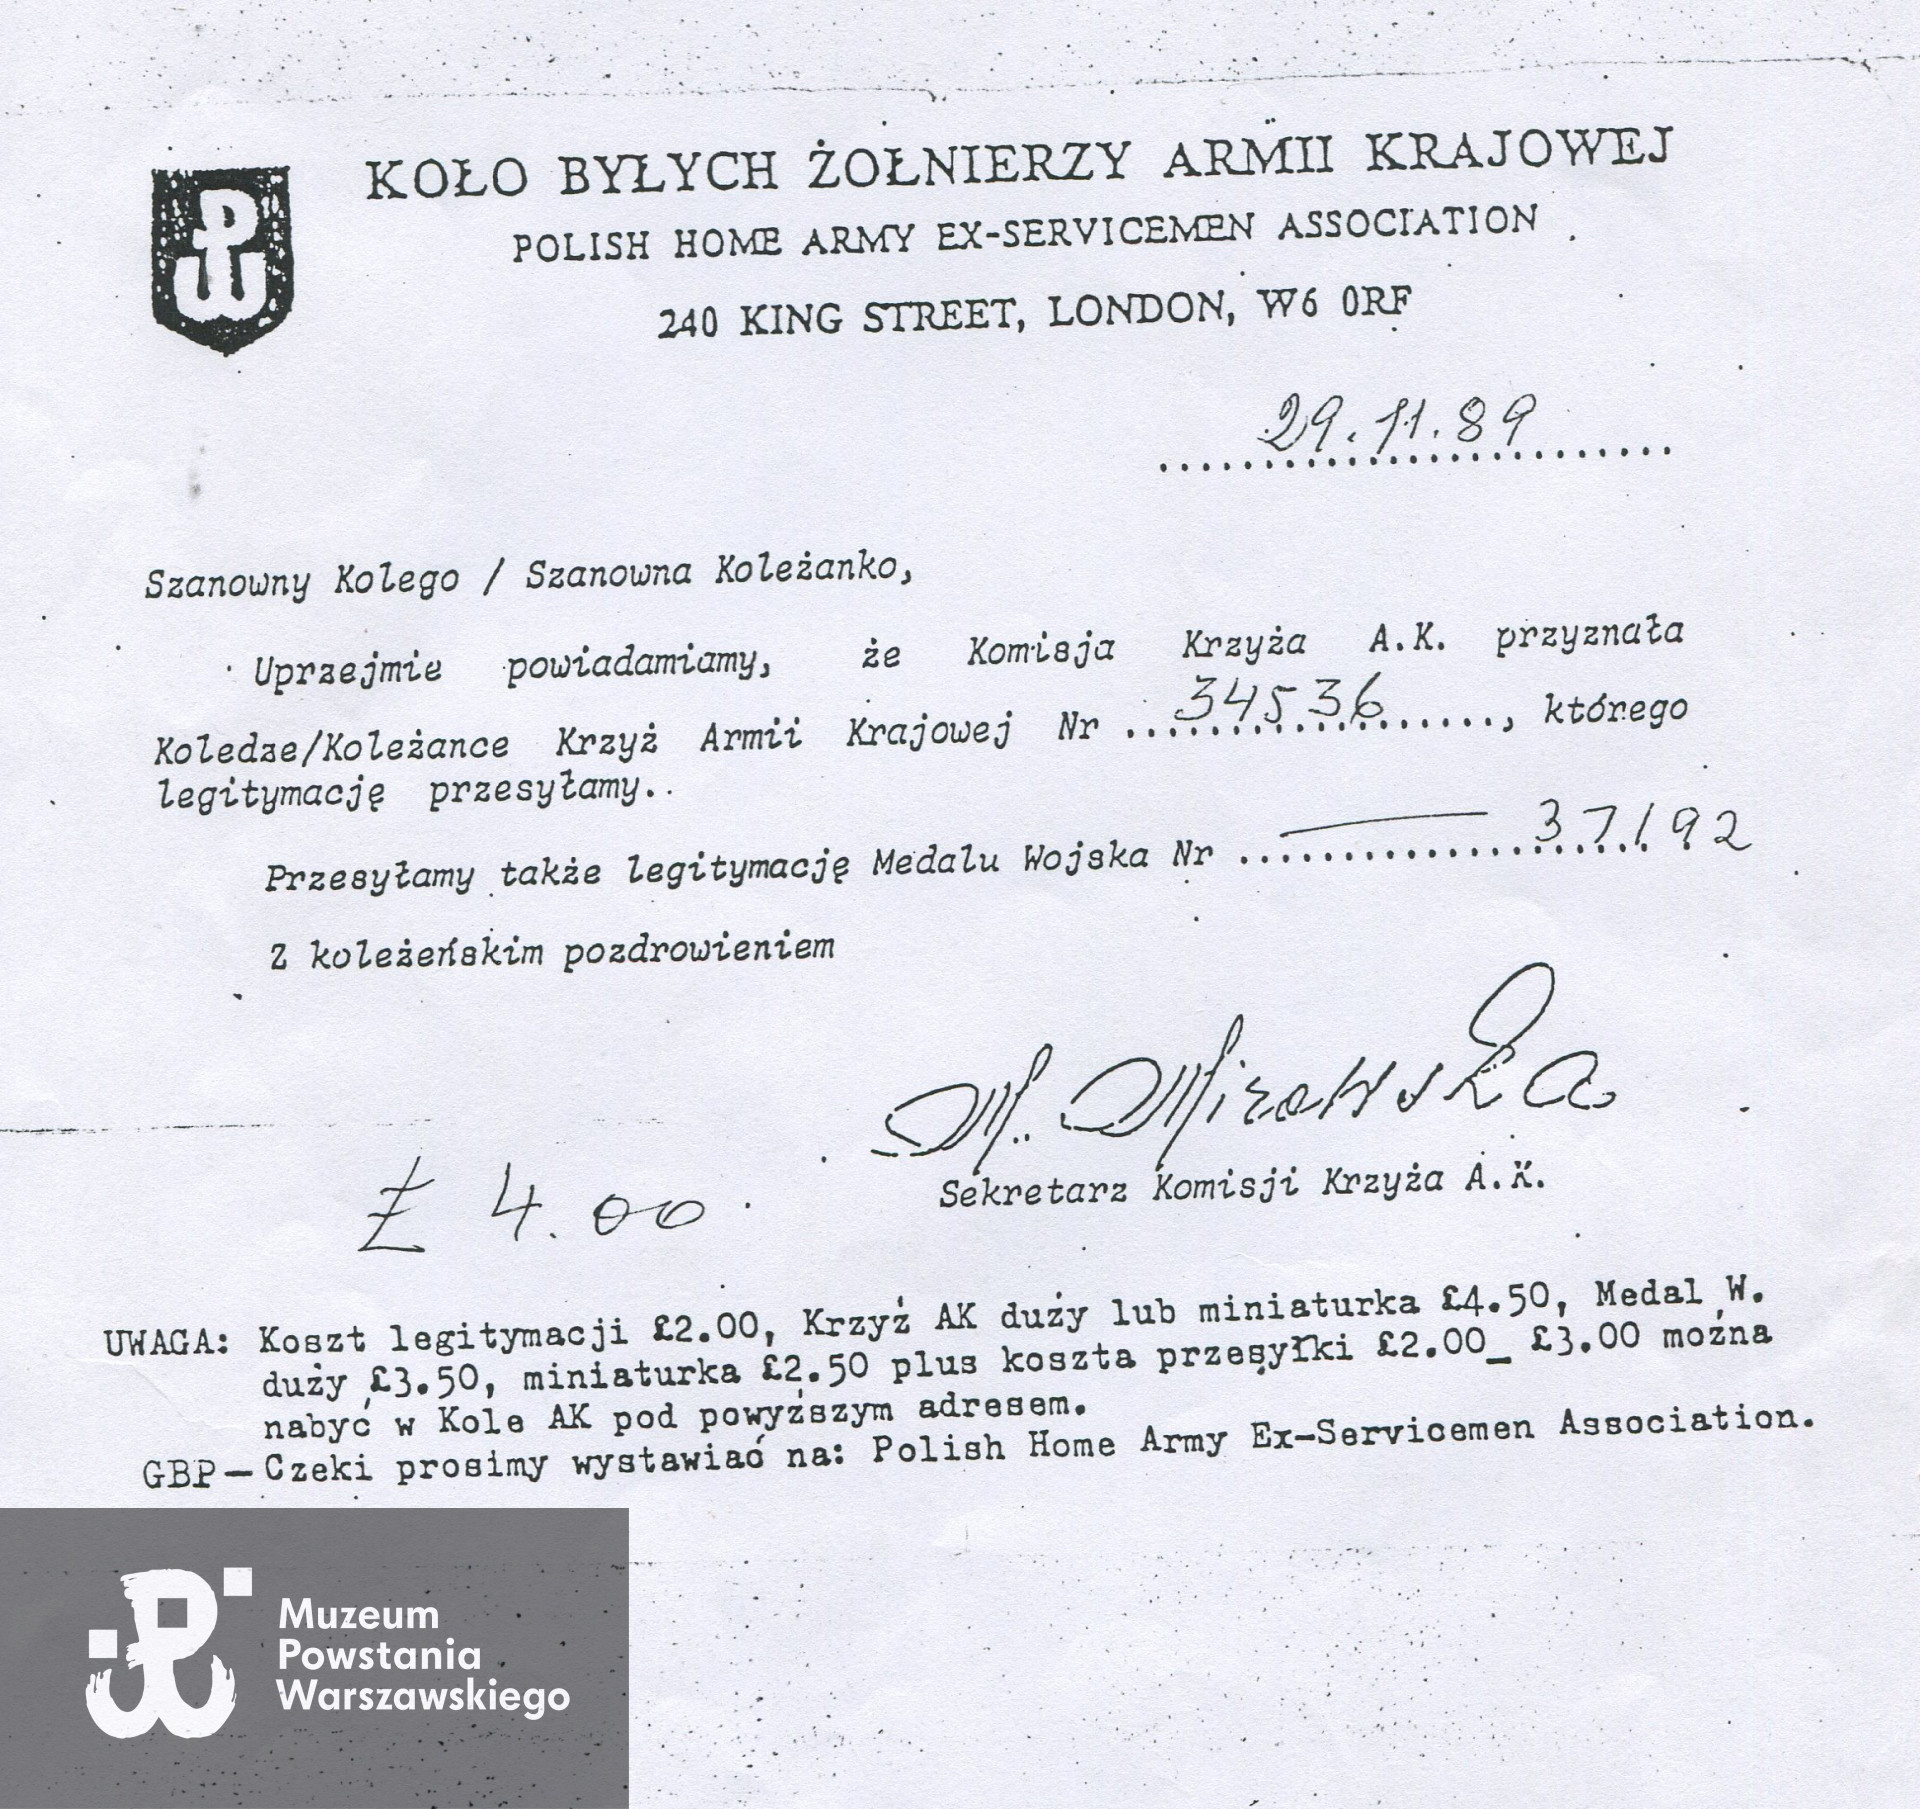 KOŁO BYŁYCH ŻOŁNIERZY ARMII KRAJOWEJ
POLISH HOME ARMY EX-SERVICEMEN ASSOCIATION
240 KING STREET, LONDON, W6 0RF
29.11.89
Szanowny Kolego / Szanowna Koleżanko,
Uprzejmie powiadamiamy, że Komisja Krzyża A.K. przyznała
Koledze/Koleżance Krzyż Armii Krajowej Nr 34536, którego
legitymację przesyłamy.
Przesyłamy także legitymację Medalu Wojska Nr — 37192
Z koleżeńskim pozdrowieniem
M. Mirowska
Sekretarz Komisji Krzyża A.K.
£ 4.00
UWAGA: Koszt legitymacji £2.00, Krzyż AK duży lub miniaturka £4.50, Medal W.
duży £3.50, miniaturka £2.50 plus koszta przesyłki £2.00_ £3.00 można
nabyć w Kole AK pod powyższym adresem.
GBP — Czeki prosimy wystawiać na: Polish Home Army Ex-Servicemen Association.
Muzeum
Powstania
Warszawskiego